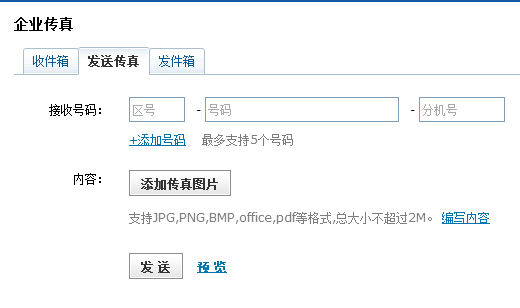 企业传真
收件箱 发送传真 发件箱
接收号码： 区号 - 号码 - 分机号
+添加号码 最多支持5个号码
内容： 添加传真图片
支持JPG,PNG,BMP,office,pdf等格式,总大小不超过2M。 编写内容
发 送 预 览